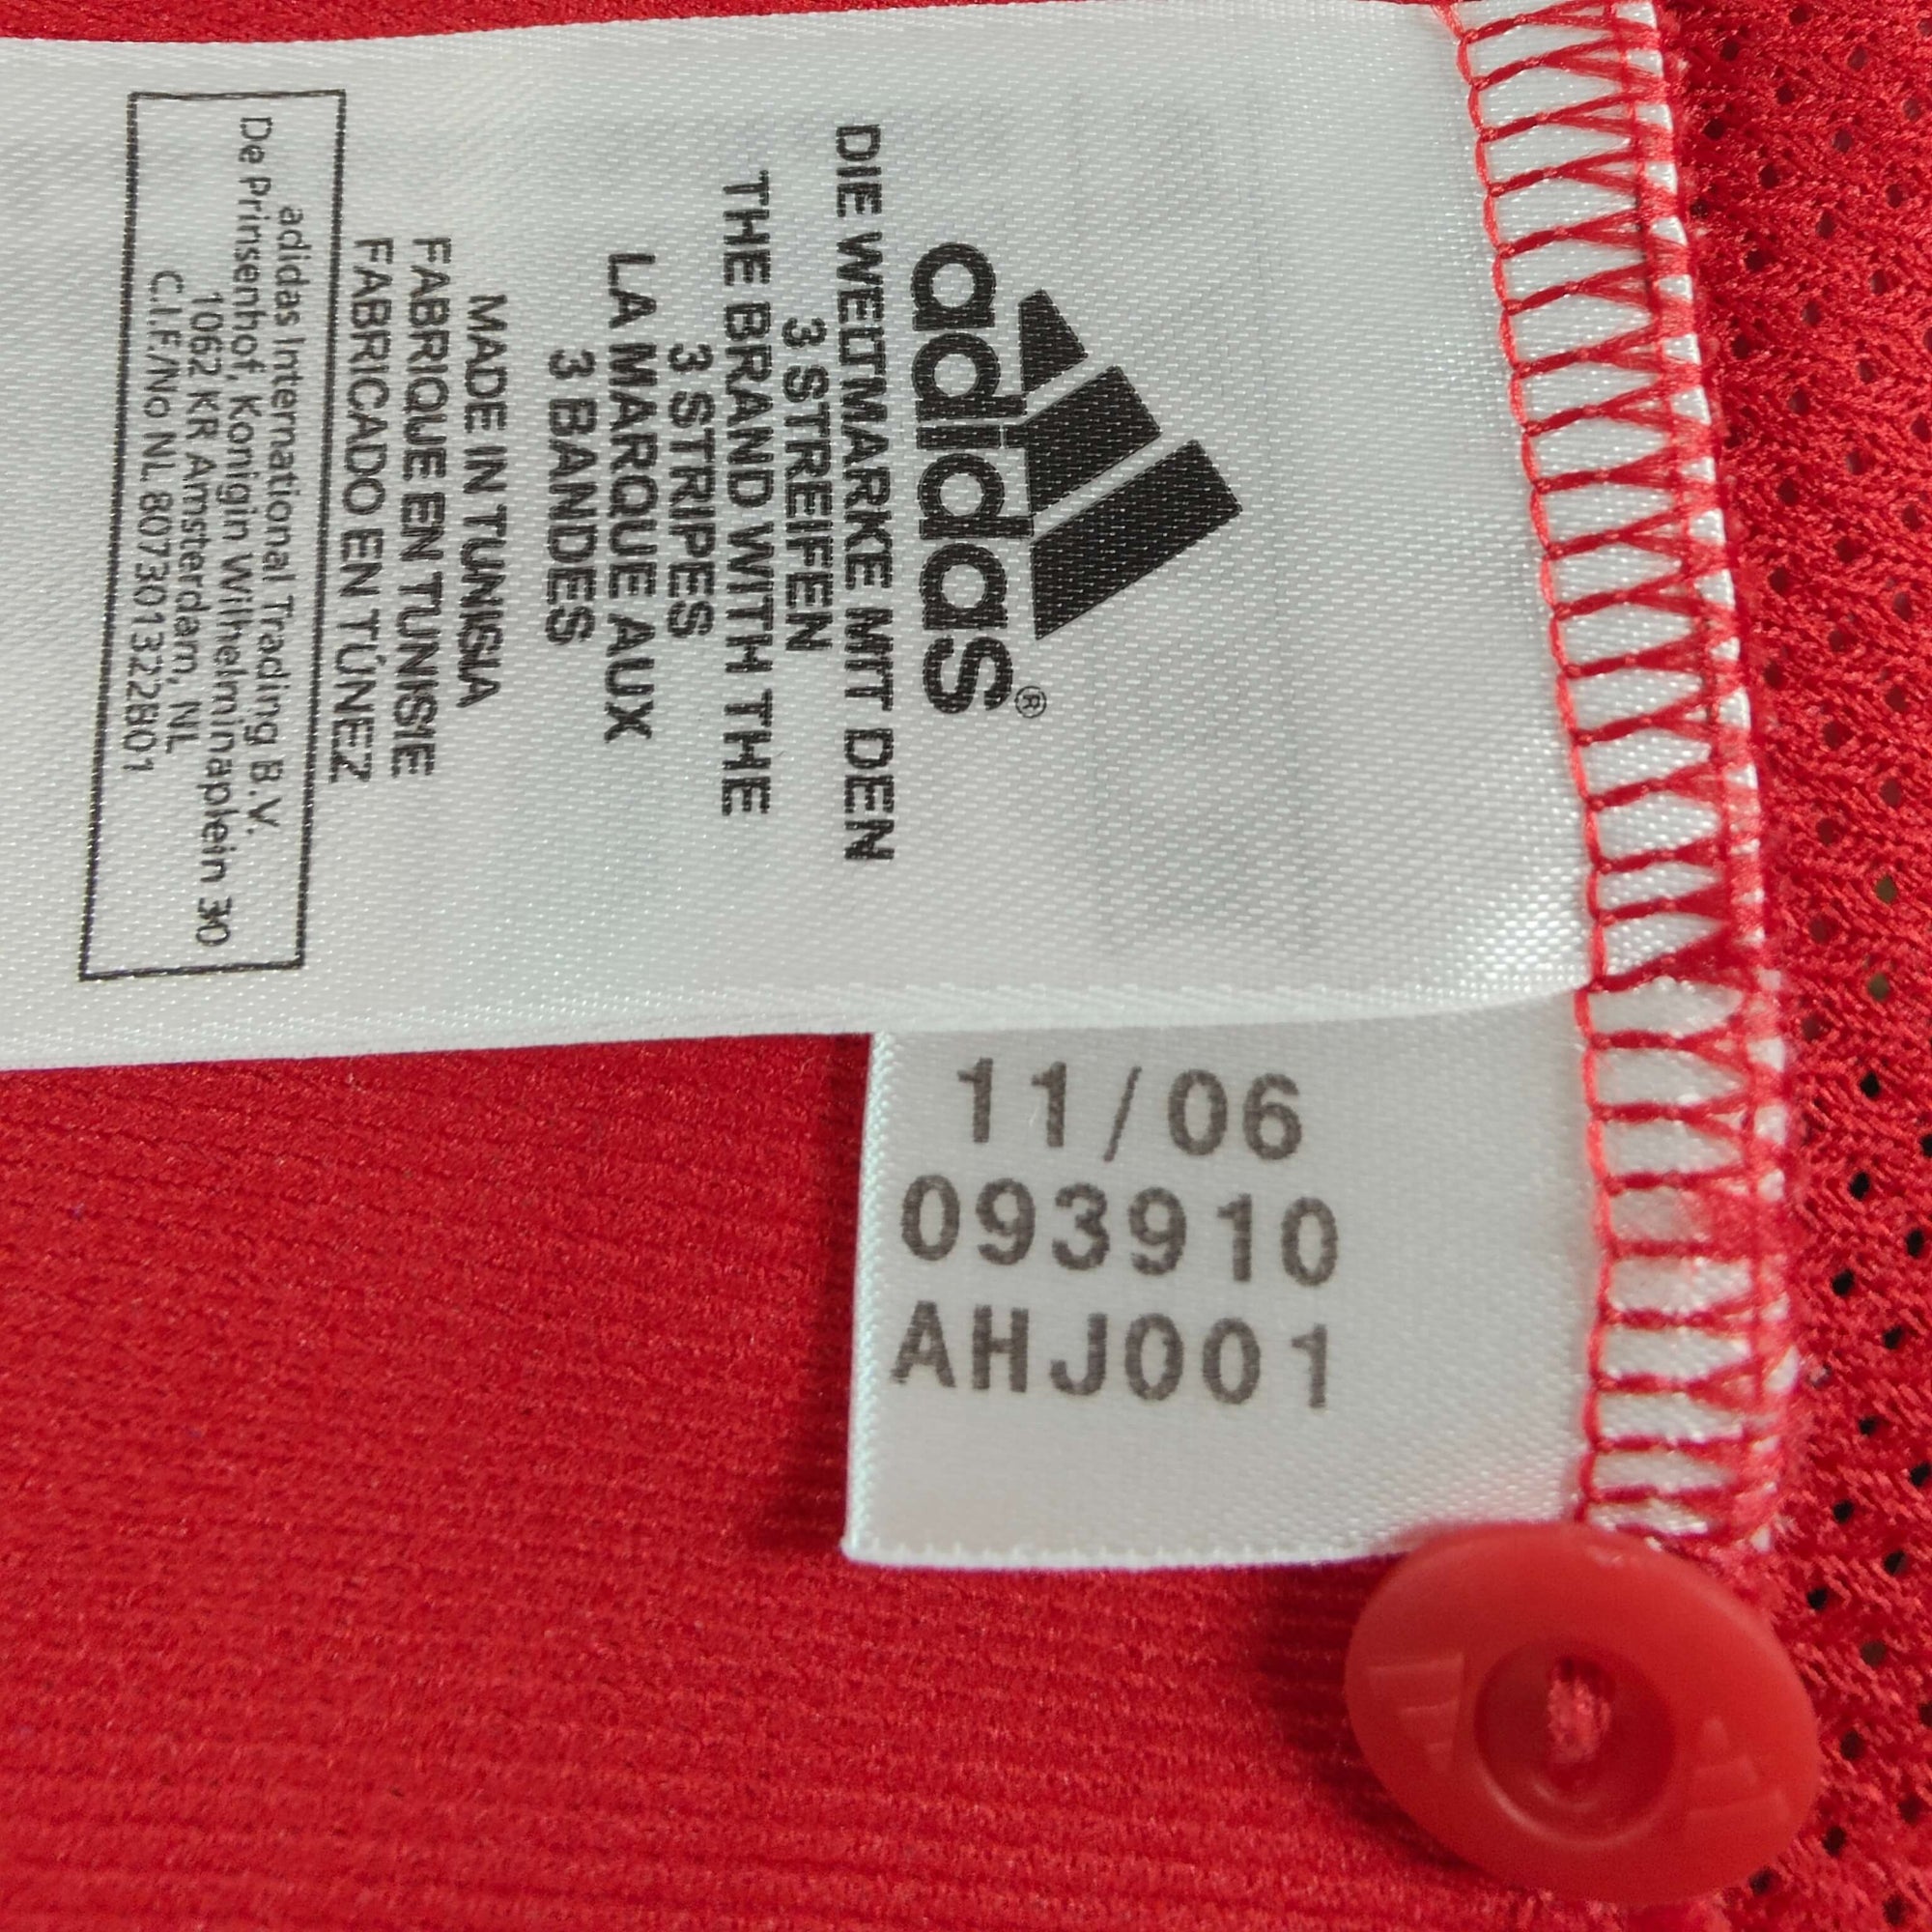 adidas®
DIE WELTMARKE MIT DEN
3 STREIFEN
THE BRAND WITH THE
3 STRIPES
LA MARQUE AUX
3 BANDES
MADE IN TUNISIA
FABRIQUE EN TUNISIE
FABRICADO EN TÚNEZ
adidas International Trading B.V.
De Prinsenhof, Konigin Wilhelminaplein 30
1062 KR Amsterdam, NL
C.I.F/No NL 807301322B01
11/06
093910
AHJ001